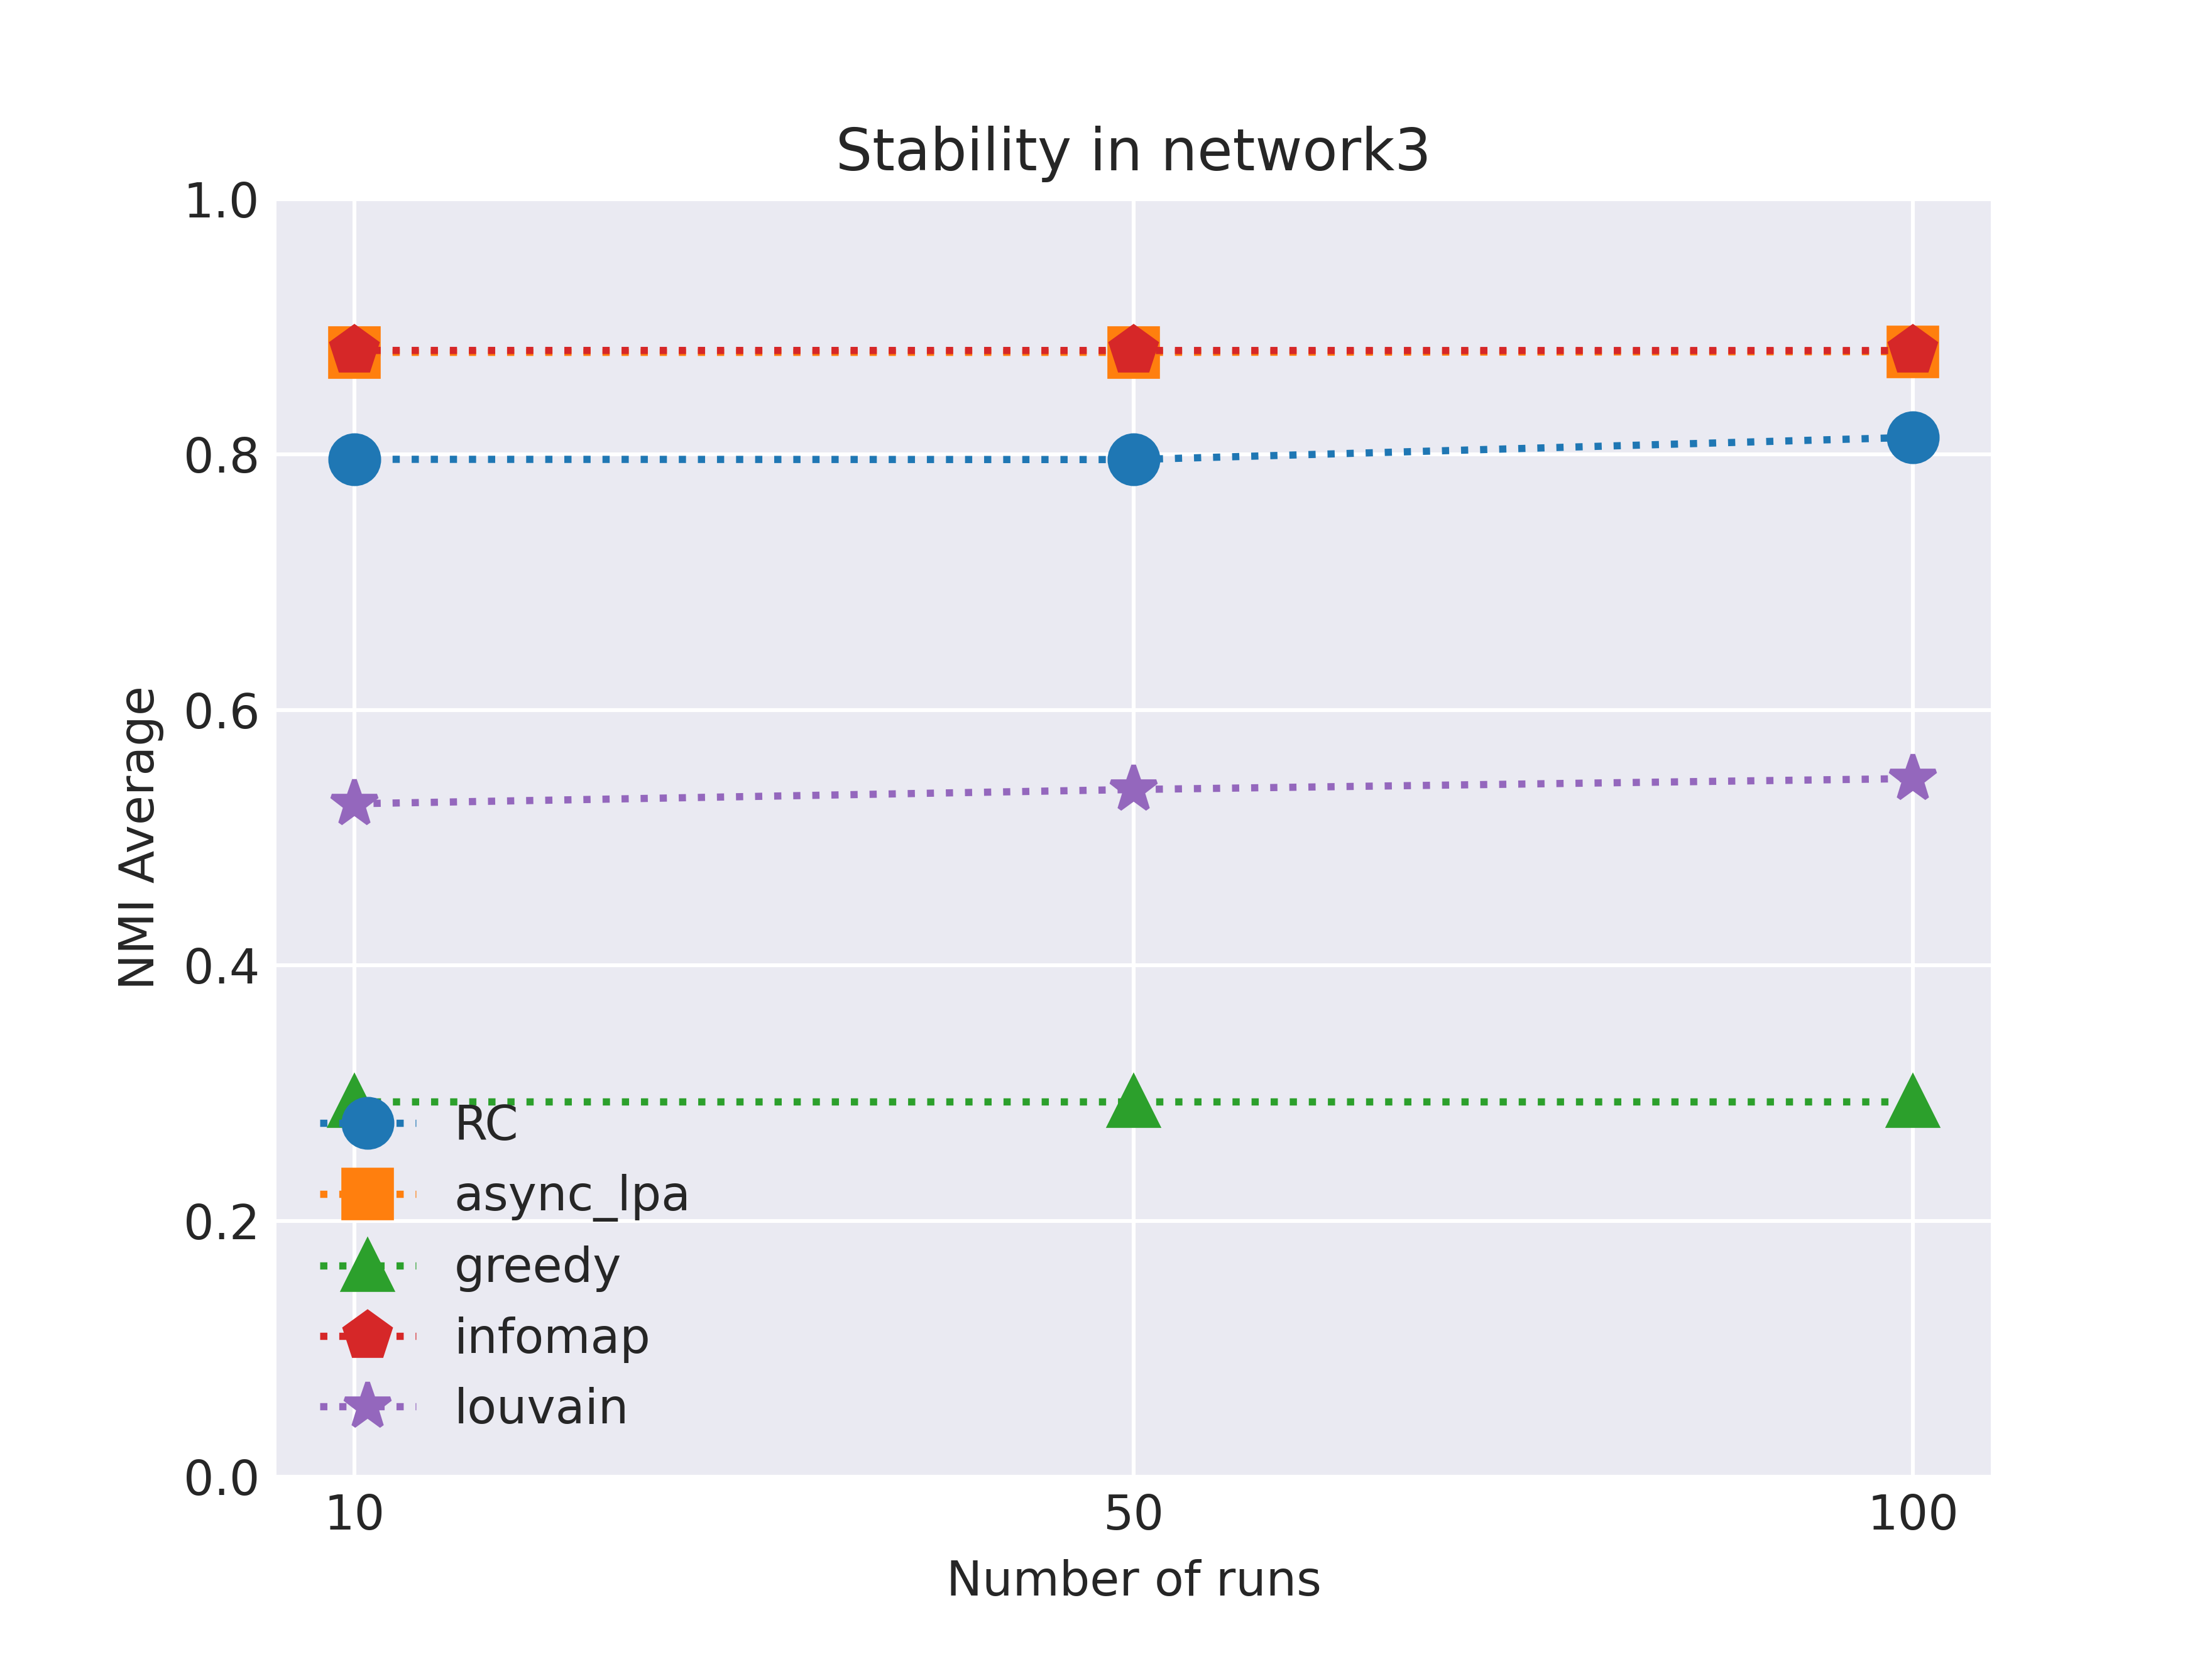 Stability in network3
1.0
0.8
0.6
0.4
0.2
0.0
NMI Average
RC
async_lpa
greedy
infomap
louvain
10 50 100
Number of runs